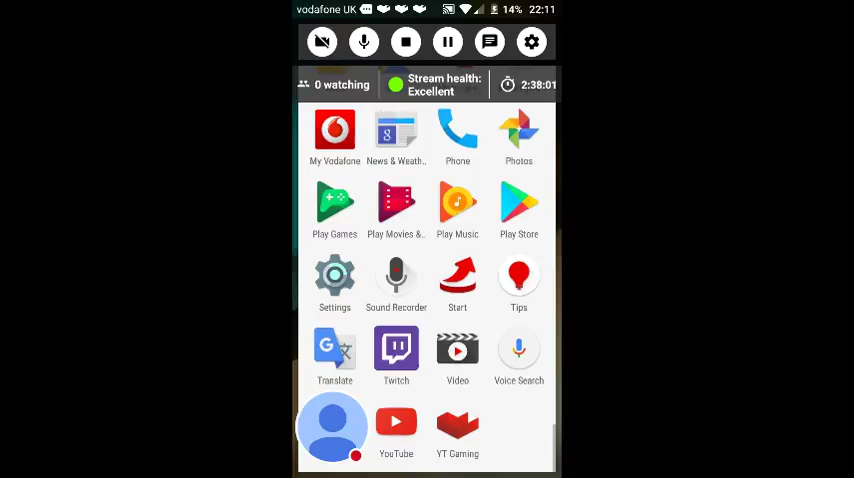 vodafone UK 14% 22:11
0 watching Stream health: 2:38:01
Excellent
My Vodafone News & Weath.. Phone Photos
Play Games Play Movies &.. Play Music Play Store
Settings Sound Recorder Start Tips
Translate Twitch Video Voice Search
YouTube YT Gaming